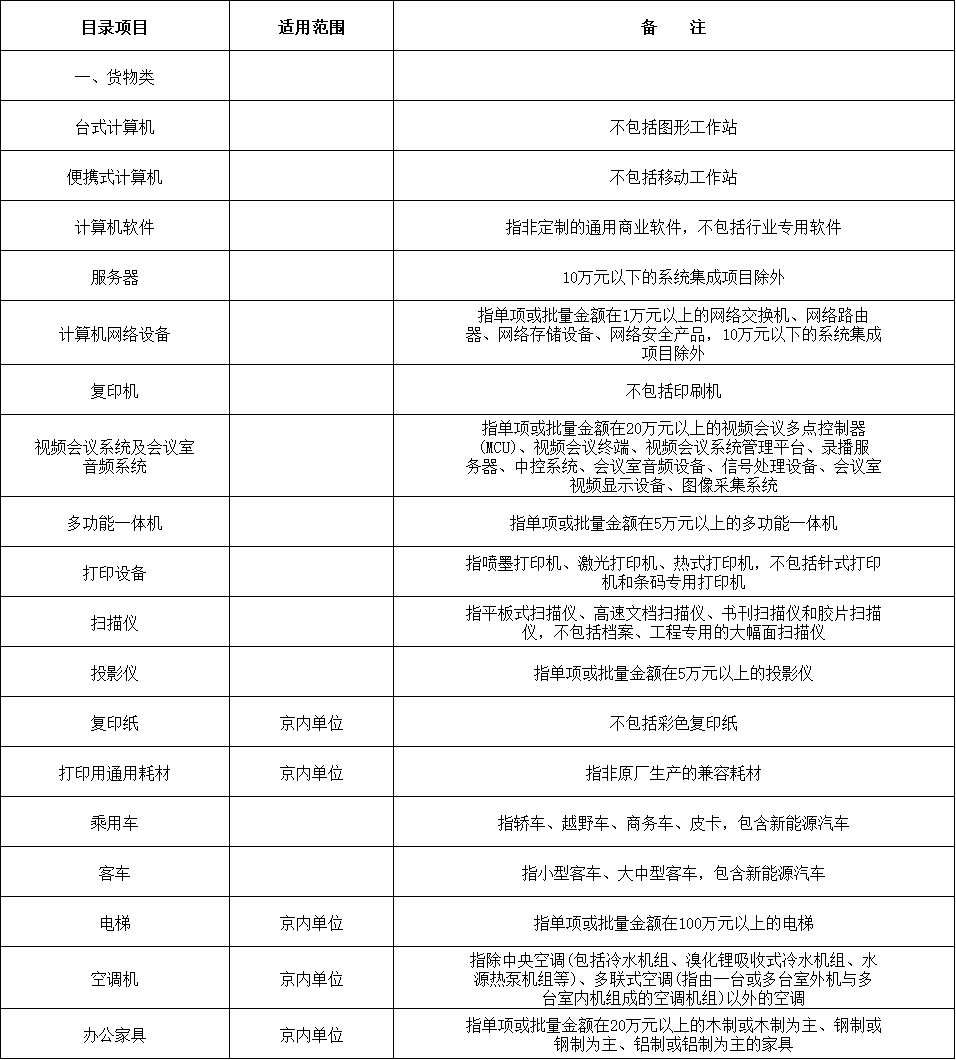 目录项目 适用范围 备 注
一、货物类
台式计算机 不包括图形工作站
便携式计算机 不包括移动工作站
计算机软件 指非定制的通用商业软件，不包括行业专用软件
服务器 10万元以下的系统集成项目除外
计算机网络设备
指单项或批量金额在1万元以上的网络交换机、网络路由
器、网络存储设备、网络安全产品，10万元以下的系统集成
项目除外
复印机 不包括印刷机
视频会议系统及会议室
音频系统
指单项或批量金额在20万元以上的视频会议多点控制器
(MCU)、视频会议终端、视频会议系统管理平台、录播服
务器、中控系统、会议室音频设备、信号处理设备、会议室
视频显示设备、图像采集系统
多功能一体机 指单项或批量金额在5万元以上的多功能一体机
打印设备
指喷墨打印机、激光打印机、热式打印机，不包括针式打印
机和条码专用打印机
扫描仪
指平板式扫描仪、高速文档扫描仪、书刊扫描仪和胶片扫描
仪，不包括档案、工程专用的大幅面扫描仪
投影仪 指单项或批量金额在5万元以上的投影仪
复印纸 京内单位 不包括彩色复印纸
打印用通用耗材 京内单位 指非原厂生产的兼容耗材
乘用车 指轿车、越野车、商务车、皮卡，包含新能源汽车
客车 指小型客车、大中型客车，包含新能源汽车
电梯 京内单位 指单项或批量金额在100万元以上的电梯
空调机 京内单位
指除中央空调(包括冷水机组、溴化锂吸收式冷水机组、水
源热泵机组等)、多联式空调(指由一台或多台室外机与多
台室内机组成的空调机组)以外的空调
办公家具 京内单位
指单项或批量金额在20万元以上的木制或木制为主、钢制或
钢制为主、铝制或铝制为主的家具